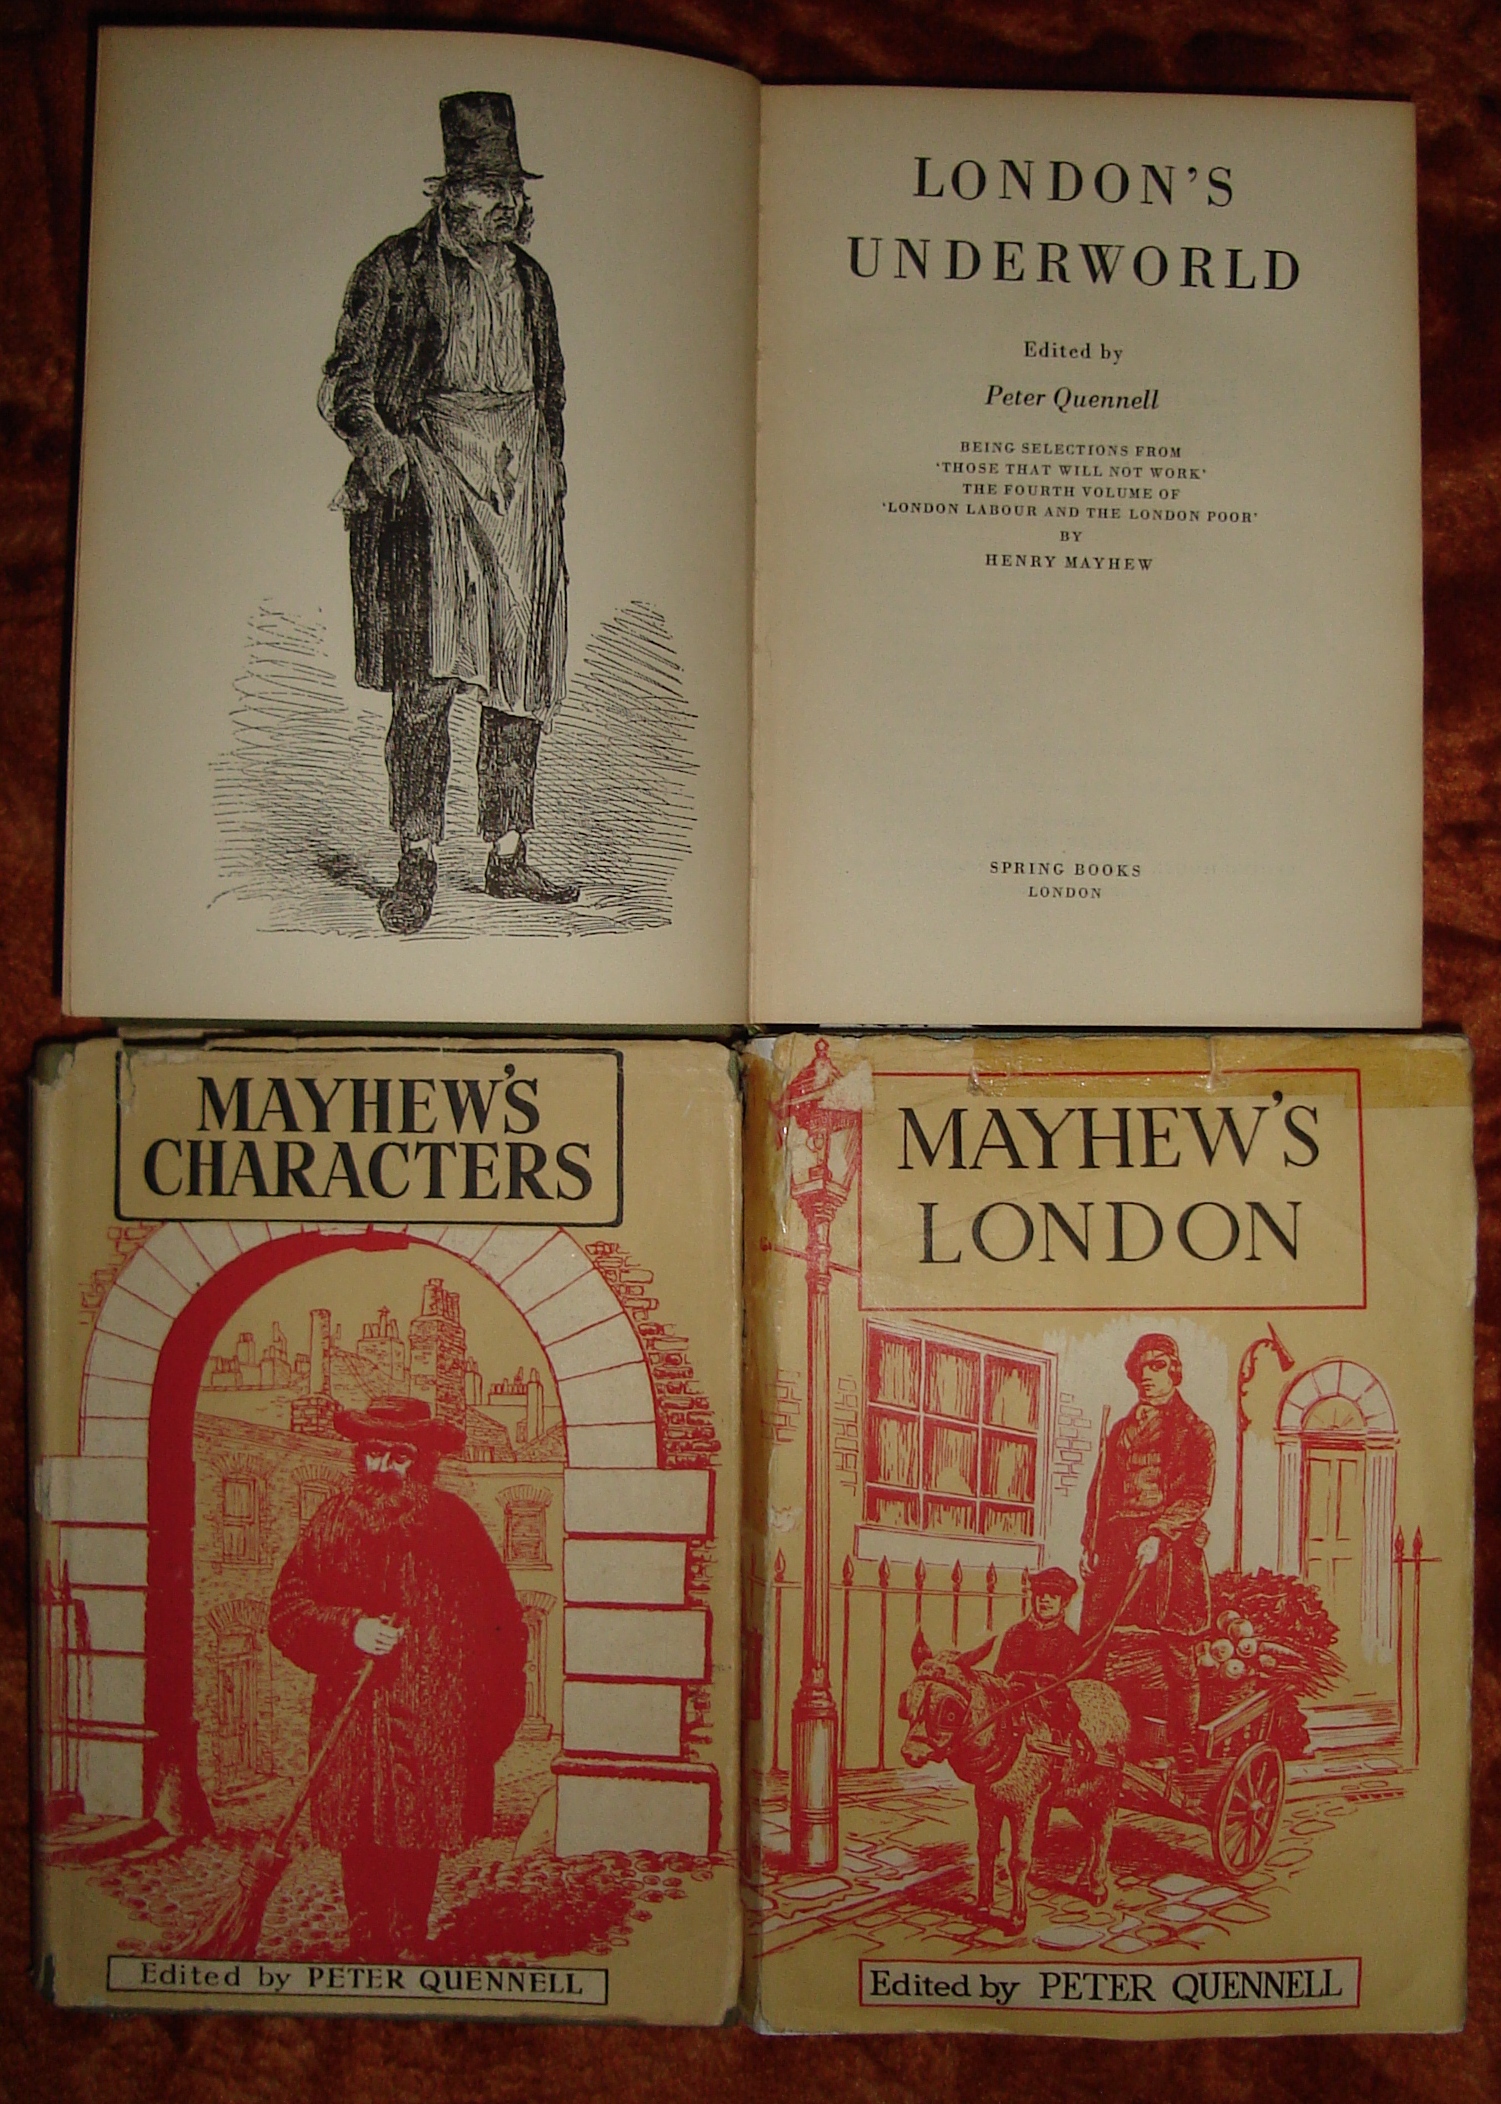 LONDON'S
UNDERWORLD
Edited by
Peter Quennell
BEING SELECTIONS FROM
'THOSE THAT WILL NOT WORK'
THE FOURTH VOLUME OF
'LONDON LABOUR AND THE LONDON POOR'
BY
HENRY MAYHEW
SPRING BOOKS
LONDON
MAYHEW'S
CHARACTERS
Edited by PETER QUENNELL
MAYHEW'S
LONDON
Edited by PETER QUENNELL